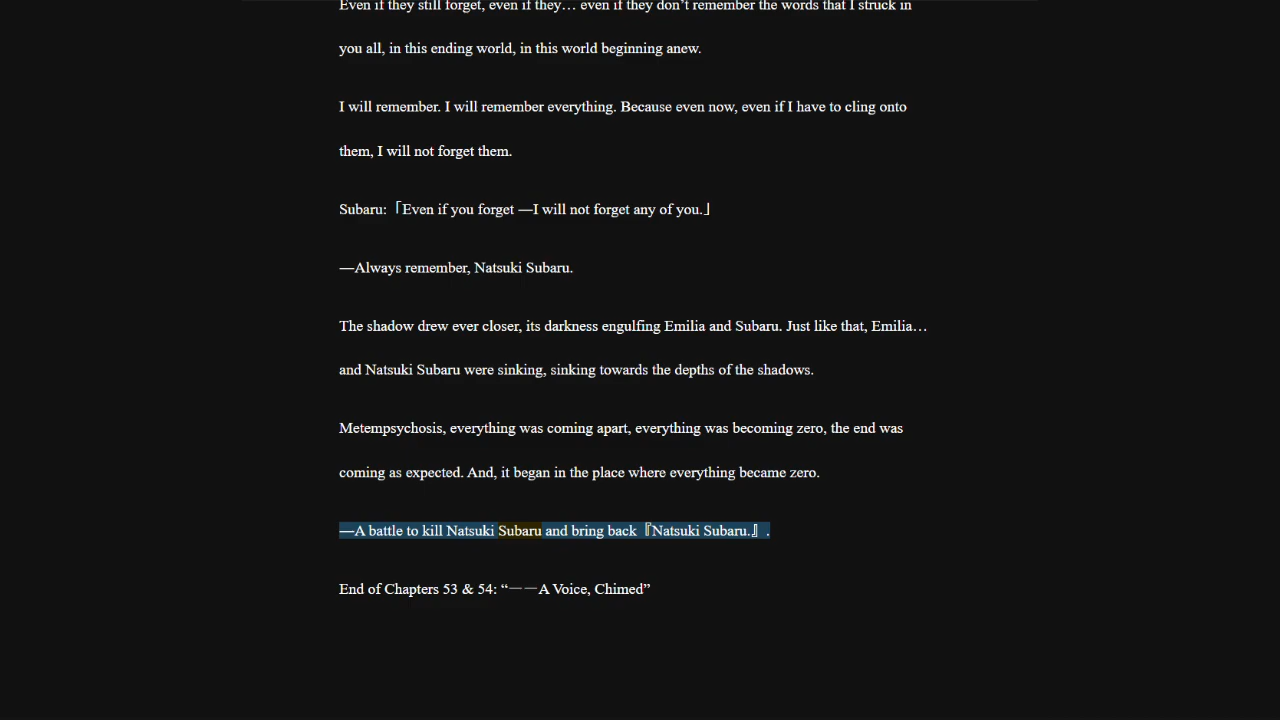 Even if they still forget, even if they… even if they don’t remember the words that I struck in
you all, in this ending world, in this world beginning anew.
I will remember. I will remember everything. Because even now, even if I have to cling onto
them, I will not forget them.
Subaru:「Even if you forget —I will not forget any of you.」
—Always remember, Natsuki Subaru.
The shadow drew ever closer, its darkness engulfing Emilia and Subaru. Just like that, Emilia…
and Natsuki Subaru were sinking, sinking towards the depths of the shadows.
Metempsychosis, everything was coming apart, everything was becoming zero, the end was
coming as expected. And, it began in the place where everything became zero.
—A battle to kill Natsuki Subaru and bring back『Natsuki Subaru.』.
End of Chapters 53 & 54: “――A Voice, Chimed”